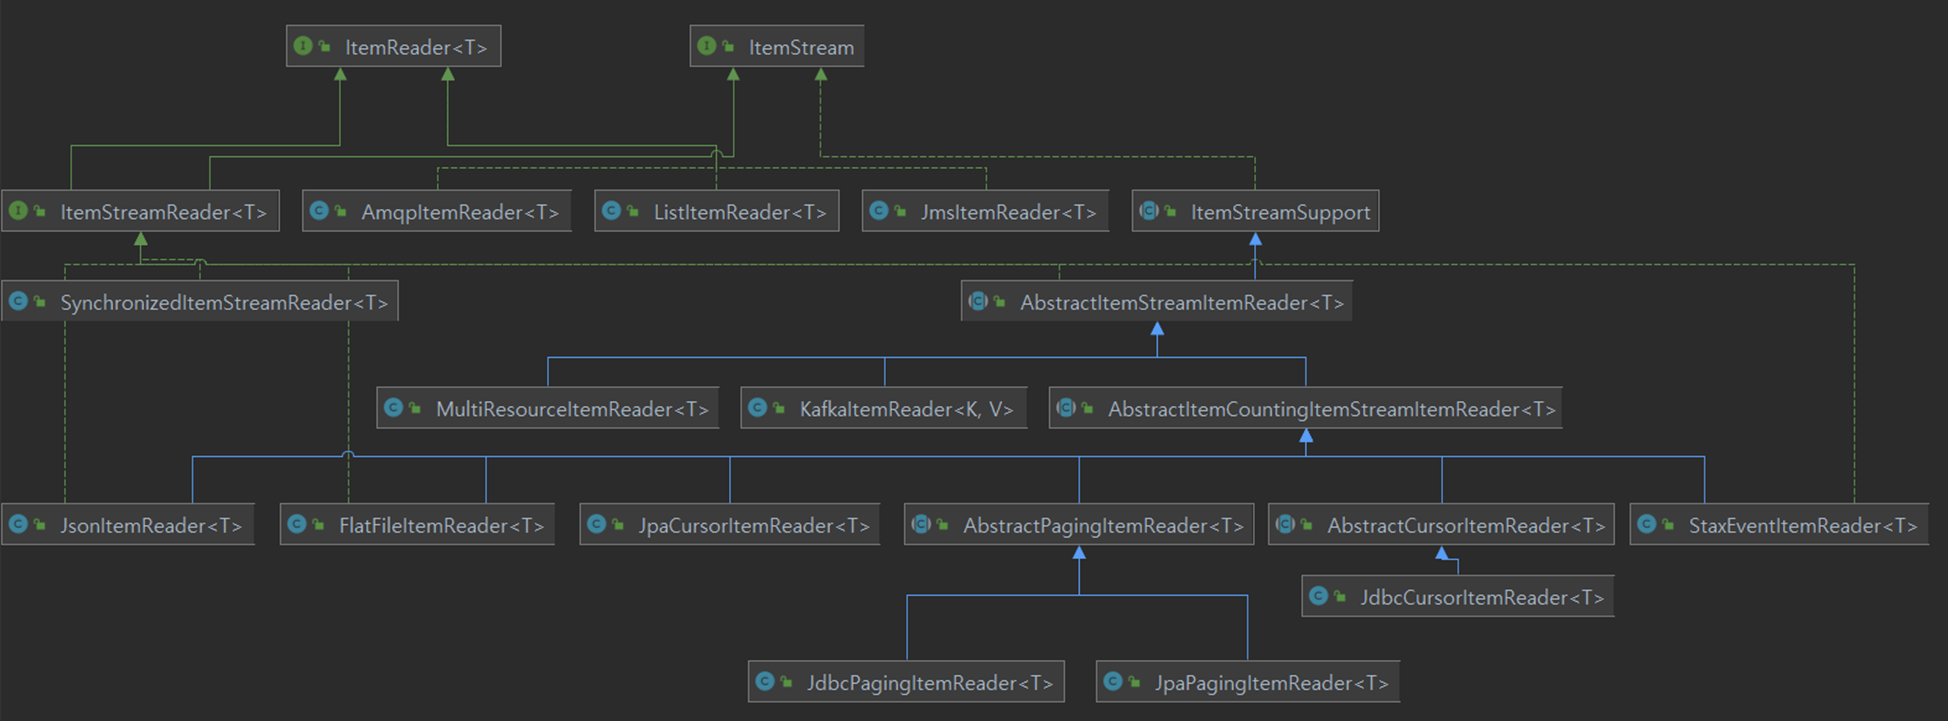 ItemReader<T>
ItemStream
ItemStreamReader<T>
AmqpItemReader<T>
ListItemReader<T>
JmsItemReader<T>
ItemStreamSupport
SynchronizedItemStreamReader<T>
AbstractItemStreamItemReader<T>
MultiResourceItemReader<T>
KafkaItemReader<K, V>
AbstractItemCountingItemStreamItemReader<T>
JsonItemReader<T>
FlatFileItemReader<T>
JpaCursorItemReader<T>
AbstractPagingItemReader<T>
AbstractCursorItemReader<T>
StaxEventItemReader<T>
JdbcCursorItemReader<T>
JdbcPagingItemReader<T>
JpaPagingItemReader<T>